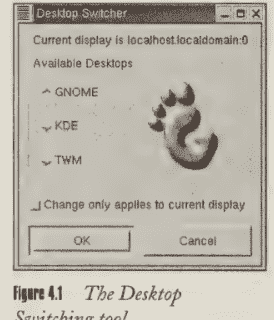 Desktop Switcher
Current display is localhost.localdomain:0
Available Desktops
GNOME
KDE
TWM
Change only applies to current display
OK Cancel
Figure 4.1 The Desktop
Switching tool